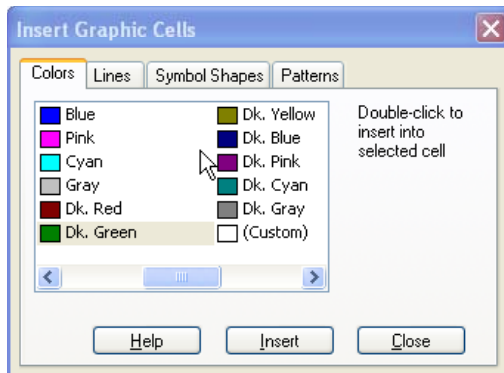 Insert Graphic Cells
Colors Lines Symbol Shapes Patterns
Blue
Pink
Cyan
Gray
Dk. Red
Dk. Green
Dk. Yellow
Dk. Blue
Dk. Pink
Dk. Cyan
Dk. Gray
(Custom)
Double-click to
insert into
selected cell
Help Insert Close